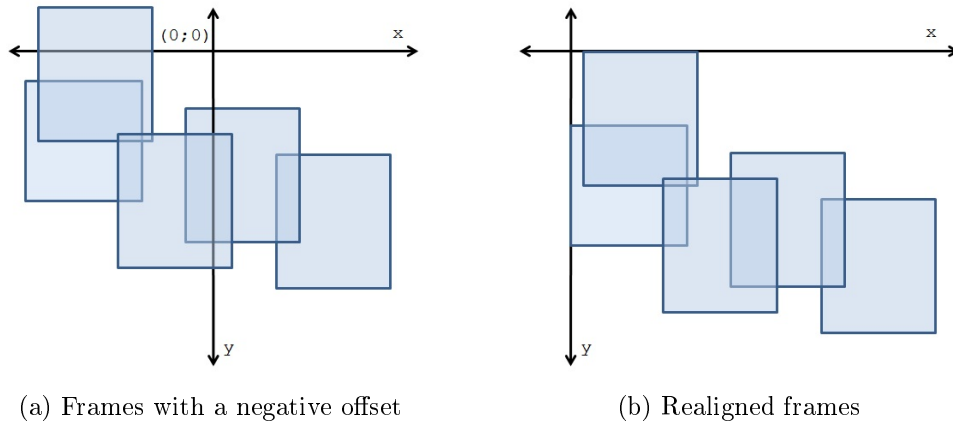 (0;0)
x
y
x
y
(a) Frames with a negative offset
(b) Realigned frames